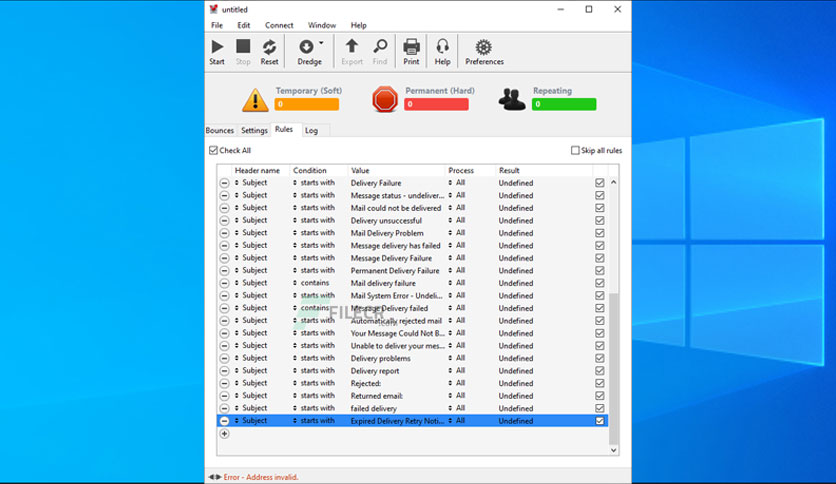 untitled
File Edit Connect Window Help
Start Stop Reset Dredge Export Find Print Help Preferences
Temporary (Soft) Permanent (Hard) Repeating
0 0 0
Bounces Settings Rules Log
Check All Skip all rules
Header name Condition Value Process Result
Subject starts with Delivery Failure All Undefined
Subject starts with Message status - undeliver... All Undefined
Subject starts with Mail could not be delivered All Undefined
Subject starts with Delivery unsuccessful All Undefined
Subject starts with Mail Delivery Problem All Undefined
Subject starts with Message delivery has failed All Undefined
Subject starts with Message Delivery Failure All Undefined
Subject starts with Permanent Delivery Failure All Undefined
Subject contains Mail delivery failure All Undefined
Subject starts with Mail System Error - Undeli... All Undefined
Subject contains Message Delivery failed All Undefined
FILECR
.com
Subject starts with Automatically rejected mail All Undefined
Subject starts with Your Message Could Not B... All Undefined
Subject starts with Unable to deliver your mes... All Undefined
Subject starts with Delivery problems All Undefined
Subject starts with Delivery report All Undefined
Subject starts with Rejected: All Undefined
Subject starts with Returned email: All Undefined
Subject starts with failed delivery All Undefined
Subject starts with Expired Delivery Retry Noti... All Undefined
Error - Address invalid.